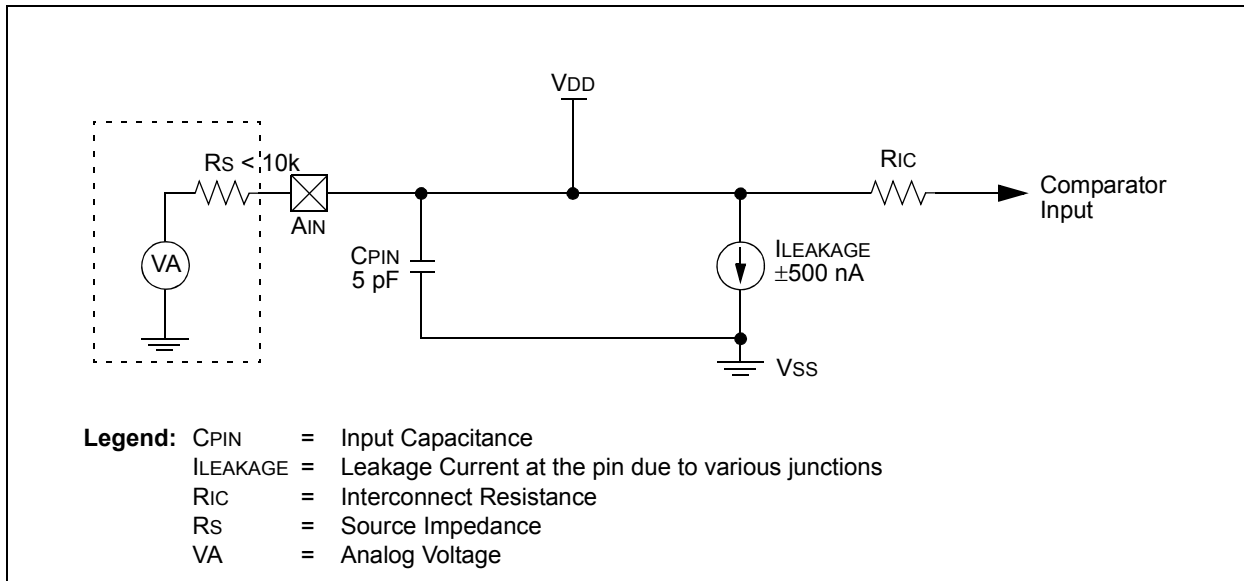 VDD
RS < 10k
RIC
AIN
Comparator
Input
CPIN
5 pF
VA
ILEAKAGE
±500 nA
VSS
Legend: CPIN = Input Capacitance
ILEAKAGE = Leakage Current at the pin due to various junctions
RIC = Interconnect Resistance
RS = Source Impedance
VA = Analog Voltage